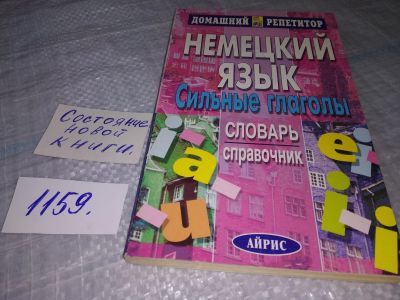 ДОМАШНИЙ РЕПЕТИТОР
НЕМЕЦКИЙ
ЯЗЫК
Сильные глаголы
СЛОВАРЬ
справочник
i
a
u
e
i
i
АЙРИС
Состояние
новой
книги.
1159.